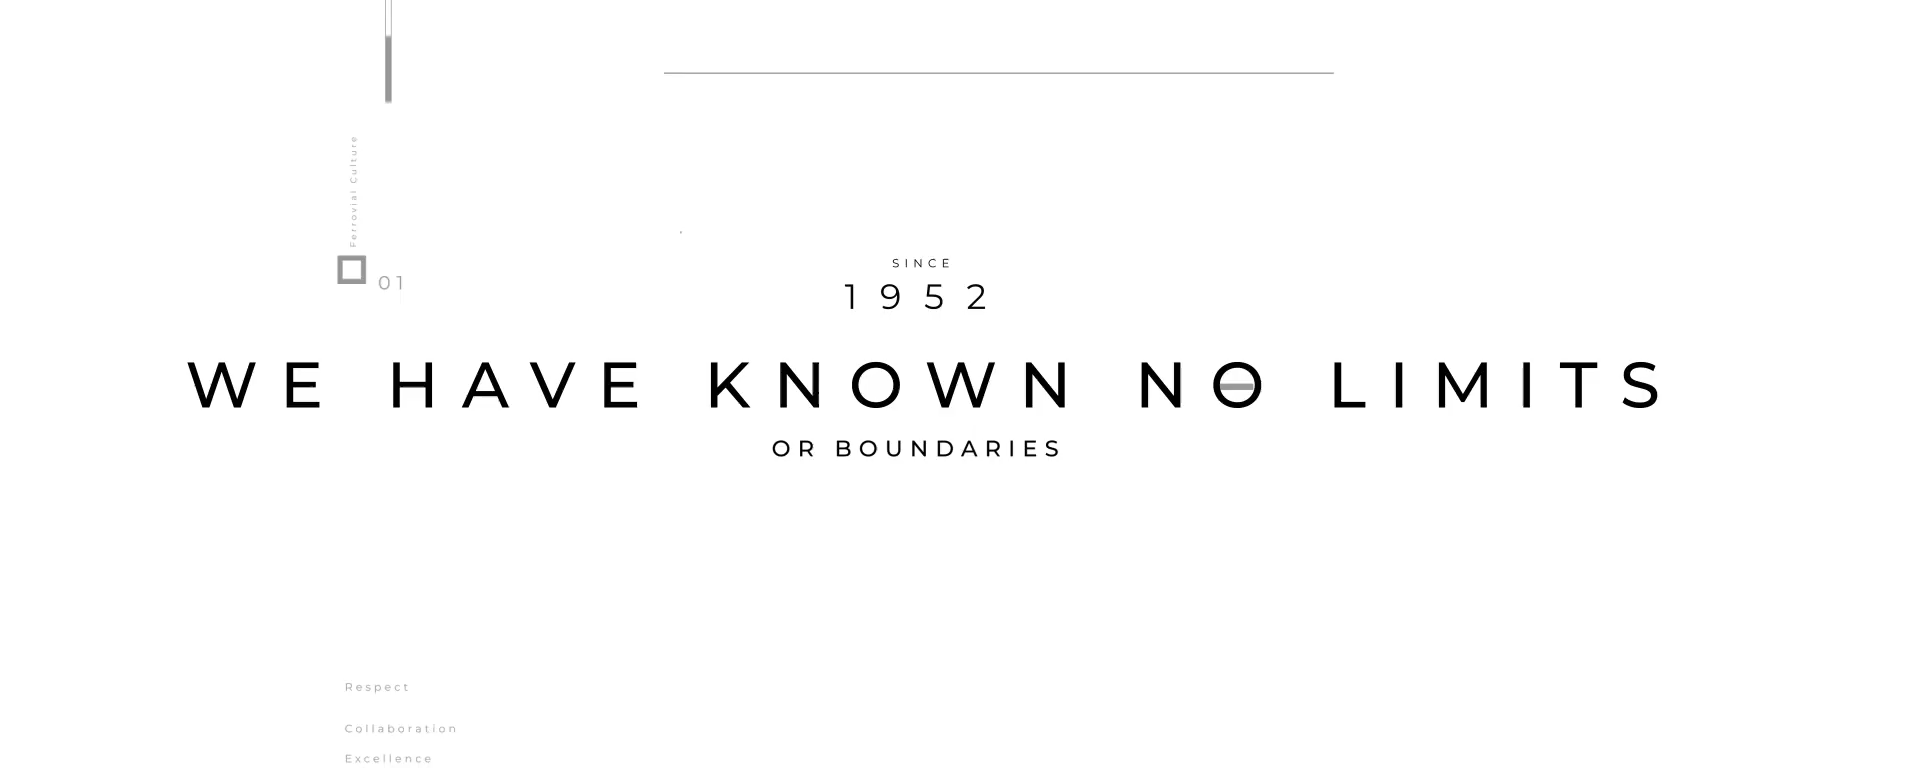 Ferrovial Culture
01
SINCE
1952
WE HAVE KNOWN NO LIMITS
OR BOUNDARIES
Respect
Collaboration
Excellence